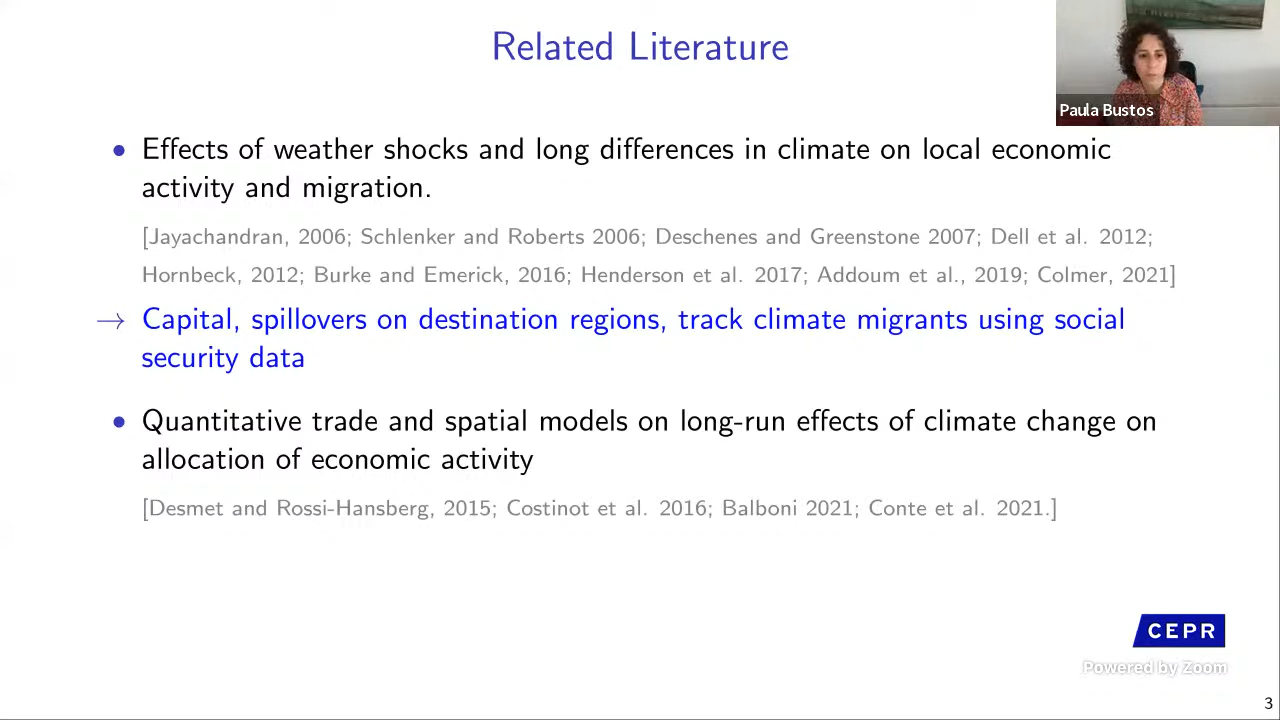 Related Literature
Paula Bustos
• Effects of weather shocks and long differences in climate on local economic
activity and migration.
[Jayachandran, 2006; Schlenker and Roberts 2006; Deschenes and Greenstone 2007; Dell et al. 2012;
Hornbeck, 2012; Burke and Emerick, 2016; Henderson et al. 2017; Addoum et al., 2019; Colmer, 2021]
→ Capital, spillovers on destination regions, track climate migrants using social
security data
• Quantitative trade and spatial models on long-run effects of climate change on
allocation of economic activity
[Desmet and Rossi-Hansberg, 2015; Costinot et al. 2016; Balboni 2021; Conte et al. 2021.]
CEPR
Powered by Zoom
3